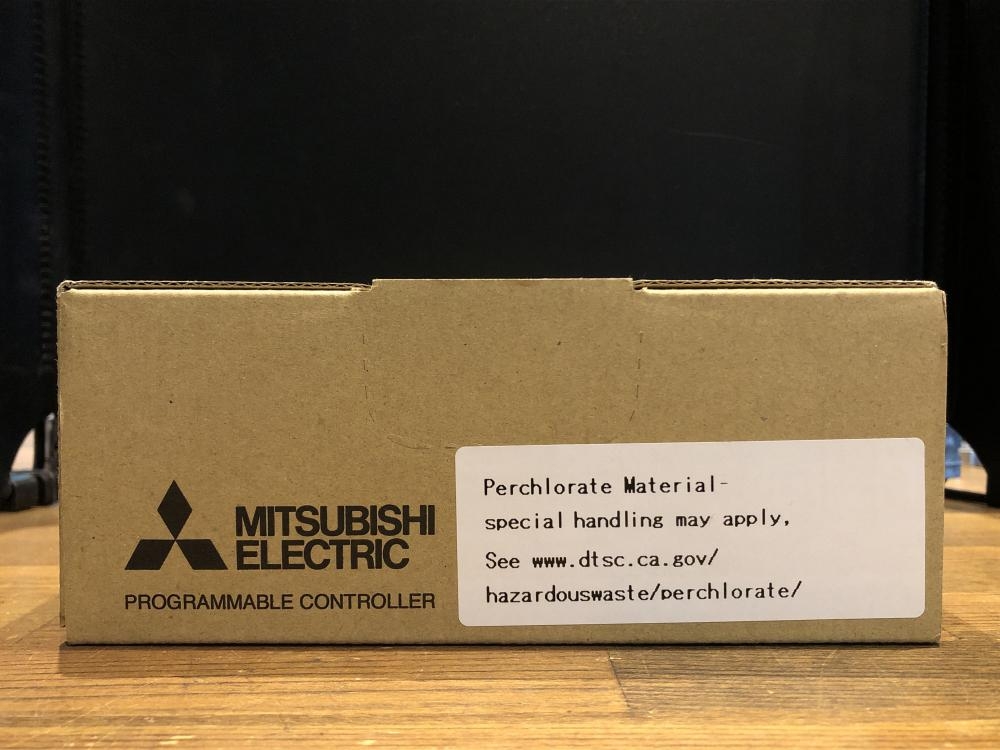 MITSUBISHI
ELECTRIC
PROGRAMMABLE CONTROLLER
Perchlorate Material-
special handling may apply,
See www.dtsc.ca.gov/
hazardouswaste/perchlorate/